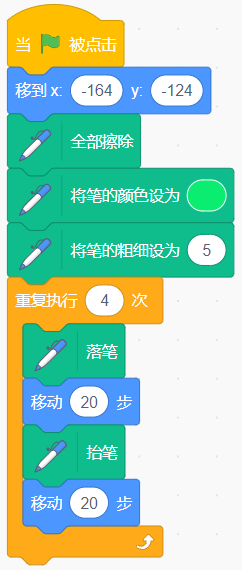 当 被点击
移到 x: -164 y: -124
全部擦除
将笔的颜色设为
将笔的粗细设为 5
重复执行 4 次
落笔
移动 20 步
抬笔
移动 20 步